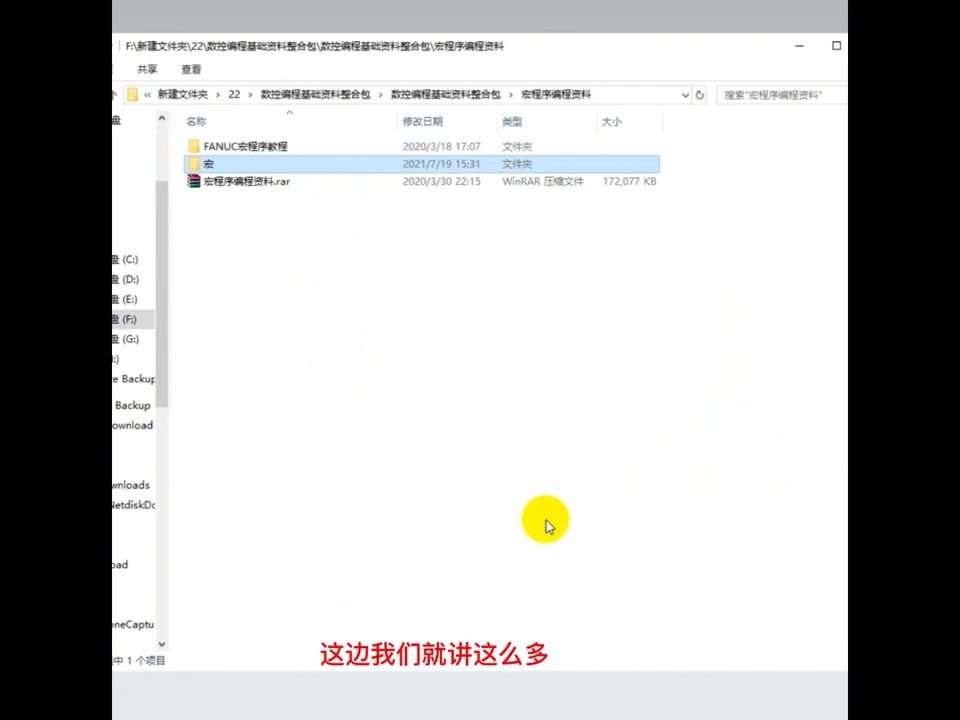 F:\新建文件夹\22\数控编程基础资料整合包\数控编程基础资料整合包\宏程序编程资料
共享 查看
« 新建文件夹 › 22 › 数控编程基础资料整合包 › 数控编程基础资料整合包 › 宏程序编程资料
搜索"宏程序编程资料"
名称 修改日期 类型 大小
FANUC宏程序教程 2020/3/18 17:07 文件夹
宏 2021/7/19 15:31 文件夹
宏程序编程资料.rar 2020/3/30 22:15 WinRAR 压缩文件 172,077 KB
盘
盘 (C:)
盘 (D:)
盘 (E:)
盘 (F:)
盘 (G:)
:)
e Backup
Backup
ownload
wnloads
NetdiskDo
oad
oneCaptu
中 1 个项目
这边我们就讲这么多